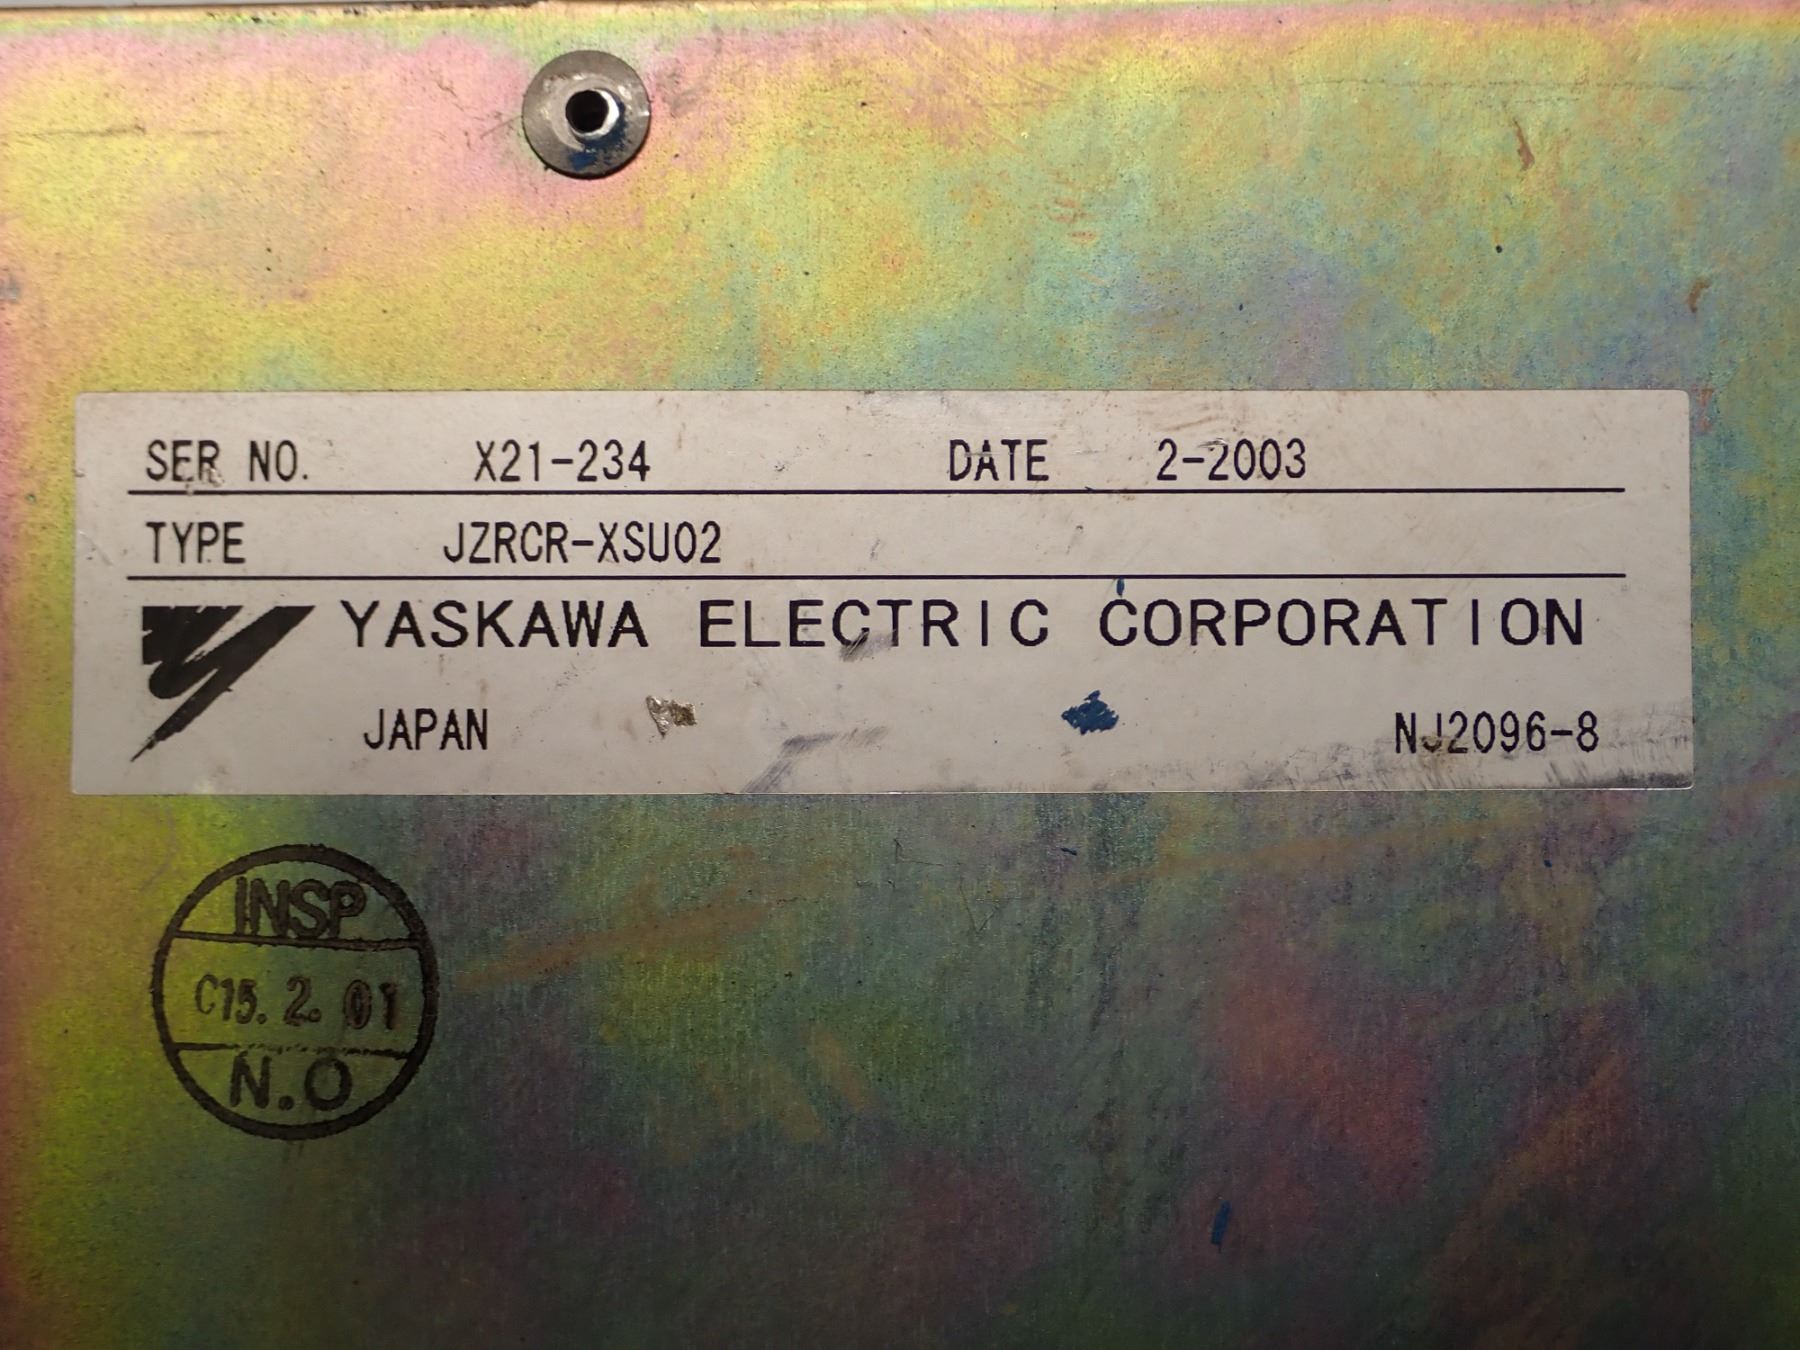 SER NO. X21-234 DATE 2-2003
TYPE JZRCR-XSU02
YASKAWA ELECTRIC CORPORATION
JAPAN NJ2096-8
INSP
C15. 2. 01
N.O